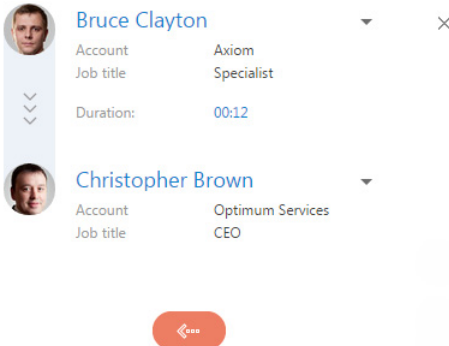 Bruce Clayton
Account Axiom
Job title Specialist
Duration: 00:12
Christopher Brown
Account Optimum Services
Job title CEO